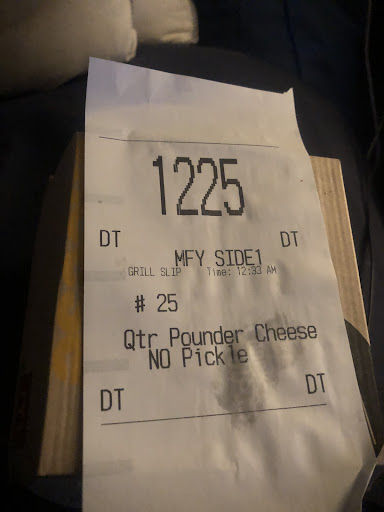 1225
DT DT
MFY SIDE1
GRILL SLIP Time: 12:33 AM
# 25
Qtr Pounder Cheese
NO Pickle
DT DT